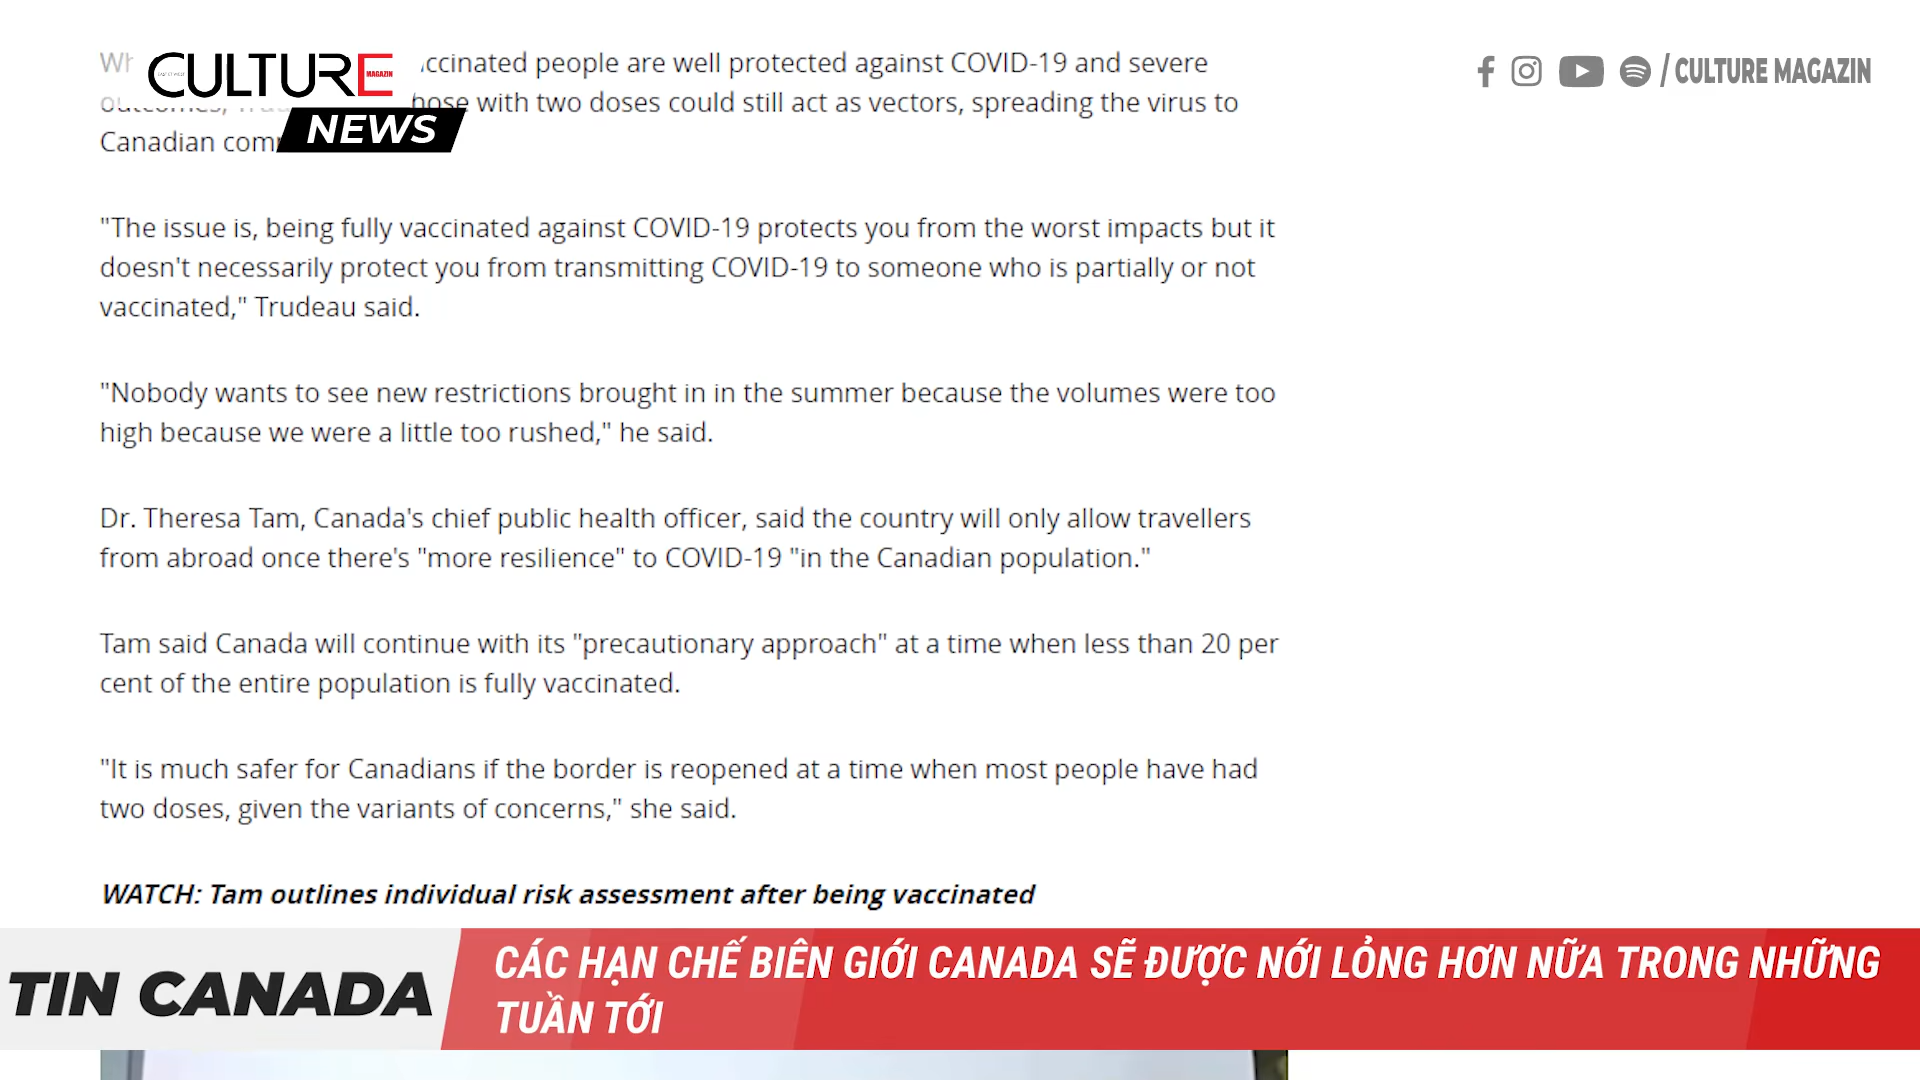 CULTURE
MAGAZIN
NEWS
/ CULTURE MAGAZIN
vaccinated people are well protected against COVID-19 and severe
with two doses could still act as vectors, spreading the virus to
Canadian
"The issue is, being fully vaccinated against COVID-19 protects you from the worst impacts but it
doesn't necessarily protect you from transmitting COVID-19 to someone who is partially or not
vaccinated," Trudeau said.
"Nobody wants to see new restrictions brought in in the summer because the volumes were too
high because we were a little too rushed," he said.
Dr. Theresa Tam, Canada's chief public health officer, said the country will only allow travellers
from abroad once there's "more resilience" to COVID-19 "in the Canadian population."
Tam said Canada will continue with its "precautionary approach" at a time when less than 20 per
cent of the entire population is fully vaccinated.
"It is much safer for Canadians if the border is reopened at a time when most people have had
two doses, given the variants of concerns," she said.
WATCH: Tam outlines individual risk assessment after being vaccinated
TIN CANADA
CÁC HẠN CHẾ BIÊN GIỚI CANADA SẼ ĐƯỢC NỚI LỎNG HƠN NỮA TRONG NHỮNG
TUẦN TỚI